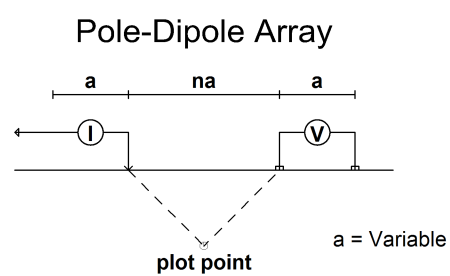 Pole-Dipole Array
a na a
I V
plot point
a = Variable